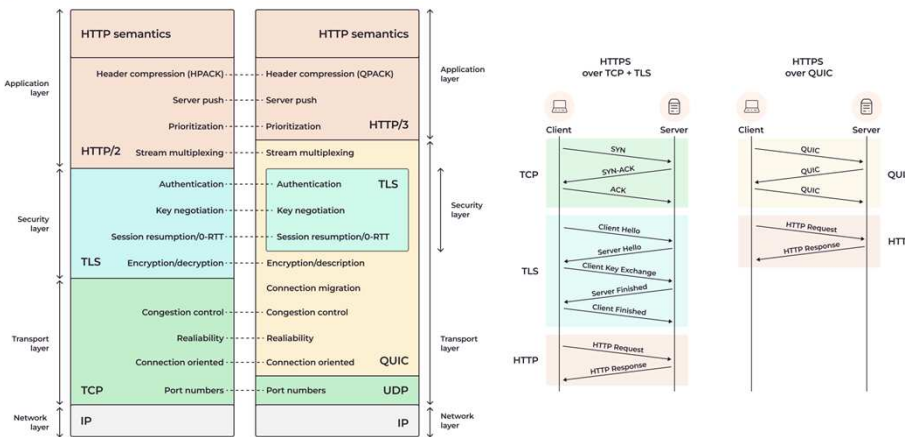 HTTP semantics
HTTP semantics
Application
layer
Header compression (HPACK)
Header compression (QPACK)
Application
layer
Server push
Server push
Prioritization
Prioritization
HTTP/3
HTTP/2
Stream multiplexing
Stream multiplexing
Security
layer
Authentication
Authentication
TLS
Key negotiation
Key negotiation
Security
layer
Session resumption/0-RTT
Session resumption/0-RTT
TLS
Encryption/decryption
Encryption/description
Connection migration
Congestion control
Congestion control
Transport
layer
Realiability
Realiability
Transport
layer
Connection oriented
Connection oriented
QUIC
TCP
Port numbers
Port numbers
UDP
Network
layer
IP
IP
Network
layer
HTTPS
over TCP + TLS
Client
Server
TCP
SYN
SYN-ACK
ACK
TLS
Client Hello
Server Hello
Client Key Exchange
Server Finished
Client Finished
HTTP
HTTP Request
HTTP Response
HTTPS
over QUIC
Client
Server
QUIC
QUIC
QUIC
QUI
HTTP Request
HTTP Response
HTT